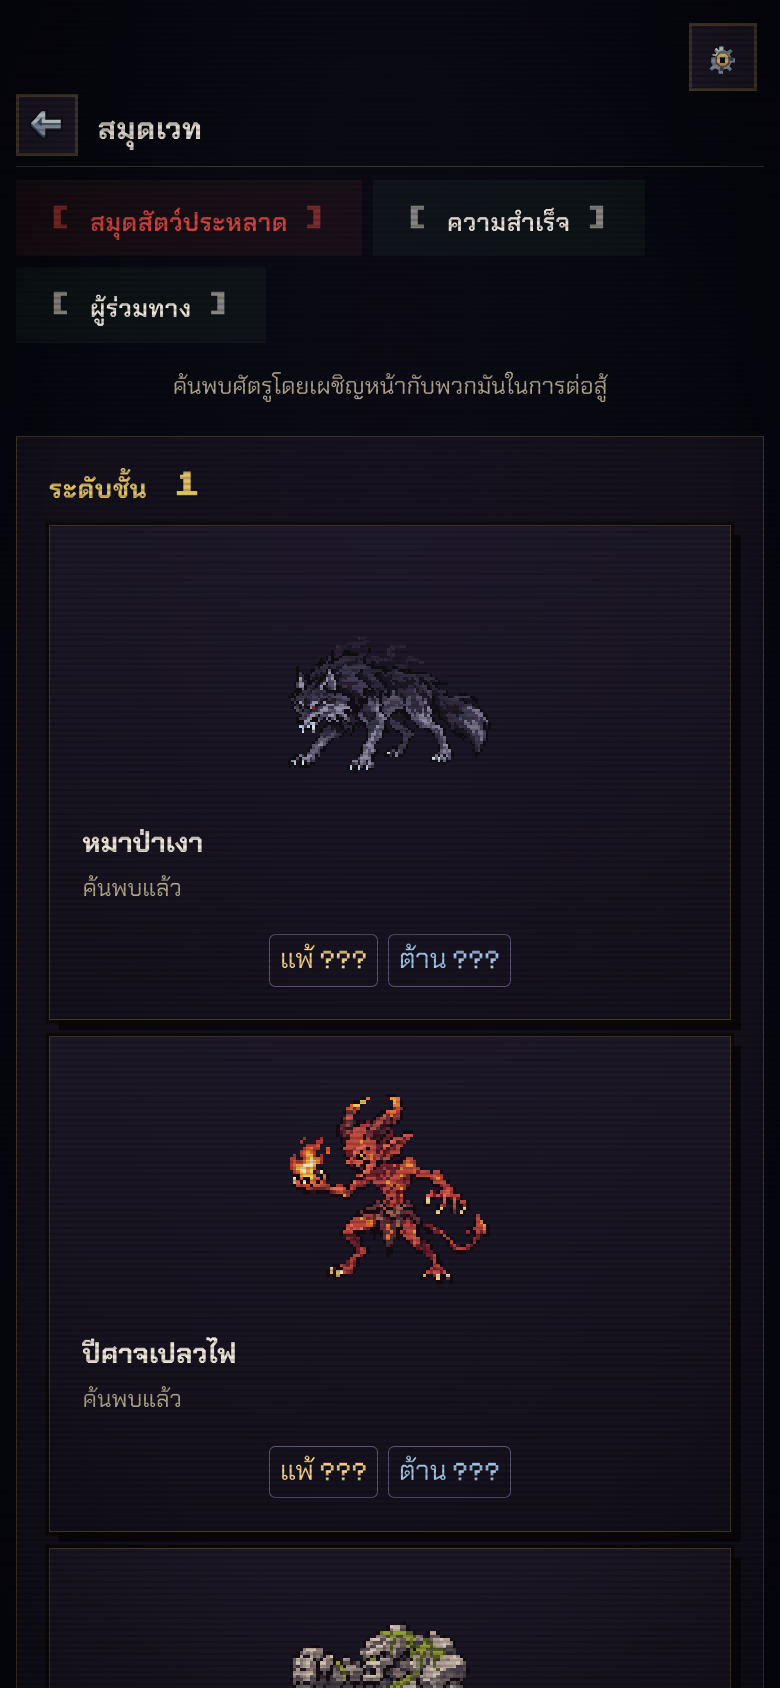 สมุดเวท
[ สมุดสัตว์ประหลาด ] [ ความสำเร็จ ]
[ ผู้ร่วมทาง ]
ค้นพบศัตรูโดยเผชิญหน้ากับพวกมันในการต่อสู้
ระดับชั้น 1
หมาป่าเงา
ค้นพบแล้ว
แพ้ ??? ต้าน ???
ปีศาจเปลวไฟ
ค้นพบแล้ว
แพ้ ??? ต้าน ???